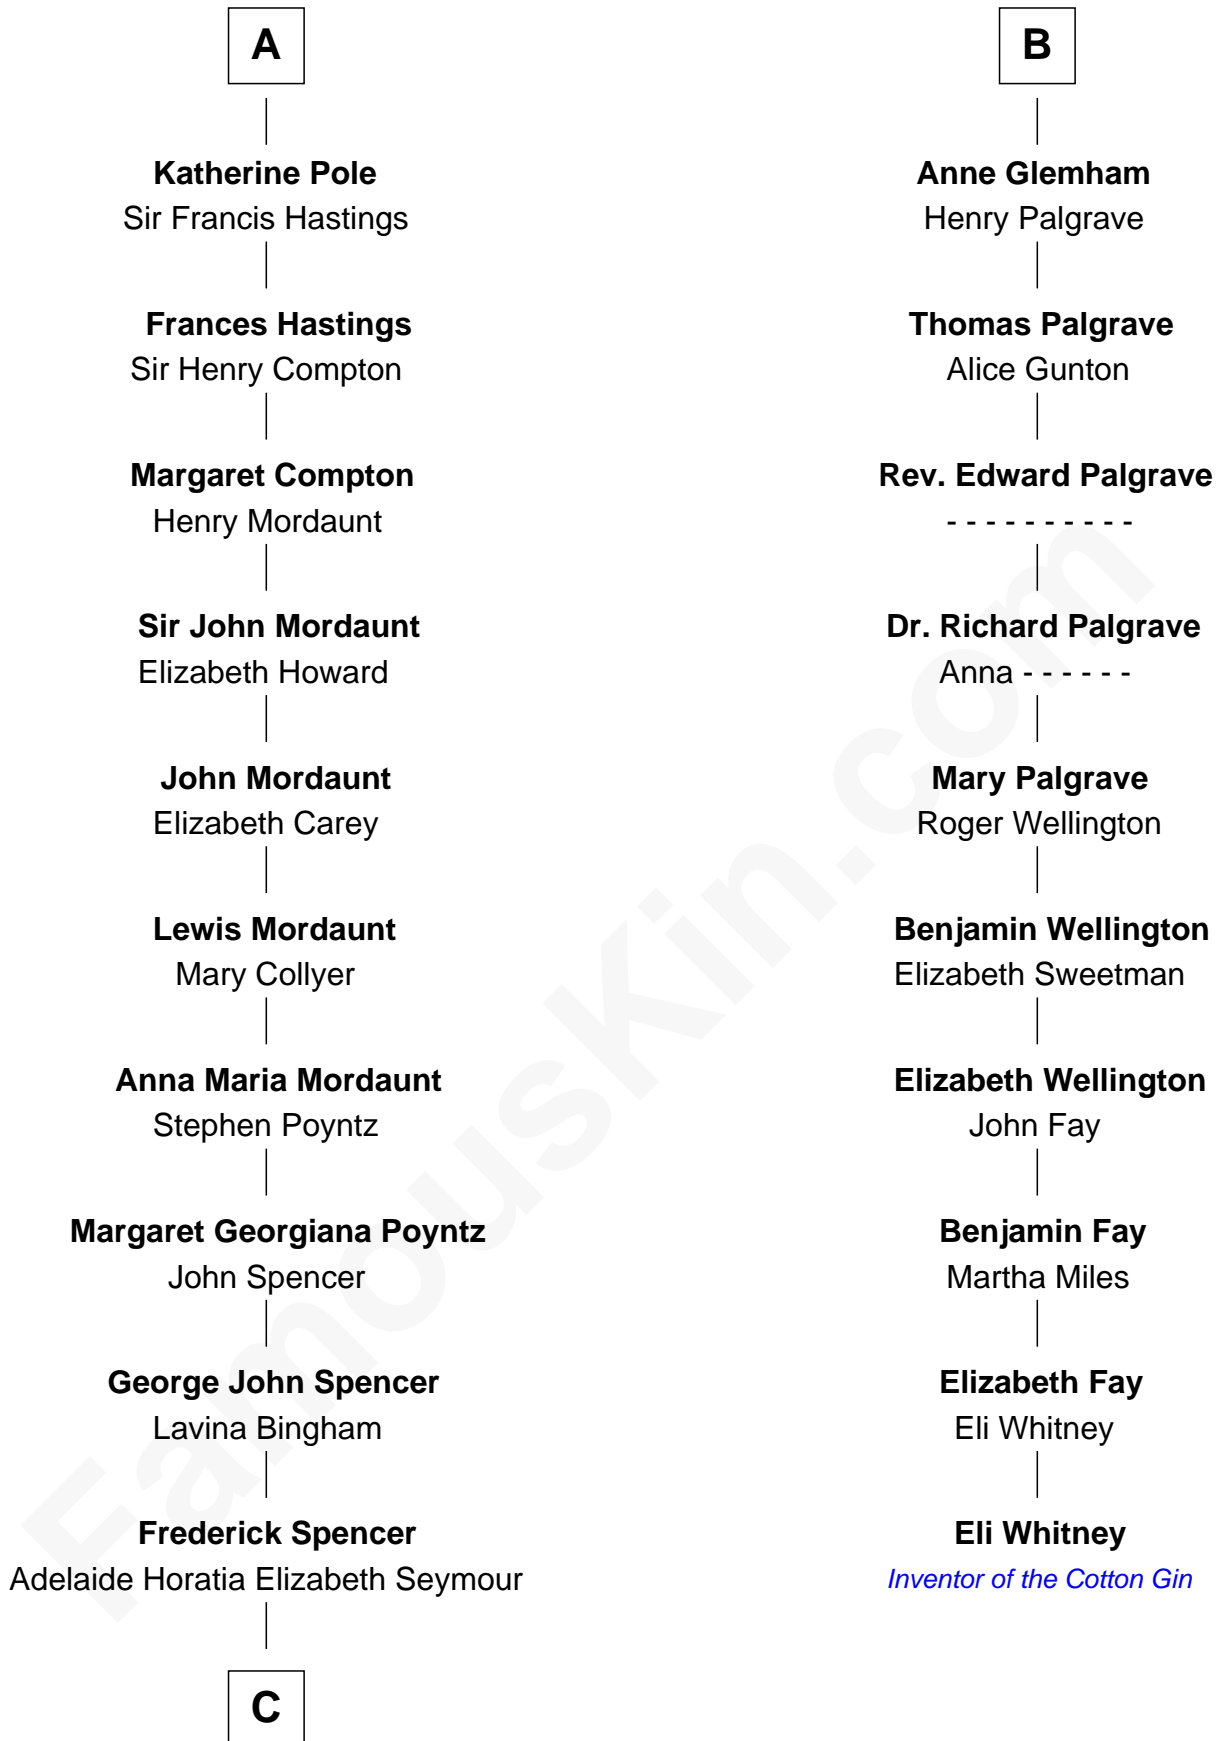 A
Katherine Pole
Sir Francis Hastings
Frances Hastings
Sir Henry Compton
Margaret Compton
Henry Mordaunt
Sir John Mordaunt
Elizabeth Howard
John Mordaunt
Elizabeth Carey
Lewis Mordaunt
Mary Collyer
Anna Maria Mordaunt
Stephen Poyntz
Margaret Georgiana Poyntz
John Spencer
George John Spencer
Lavina Bingham
Frederick Spencer
Adelaide Horatia Elizabeth Seymour
C
B
Anne Glemham
Henry Palgrave
Thomas Palgrave
Alice Gunton
Rev. Edward Palgrave
- - - - - - - - - -
Dr. Richard Palgrave
Anna - - - - - -
Mary Palgrave
Roger Wellington
Benjamin Wellington
Elizabeth Sweetman
Elizabeth Wellington
John Fay
Benjamin Fay
Martha Miles
Elizabeth Fay
Eli Whitney
Eli Whitney
Inventor of the Cotton Gin
FamousKin.com